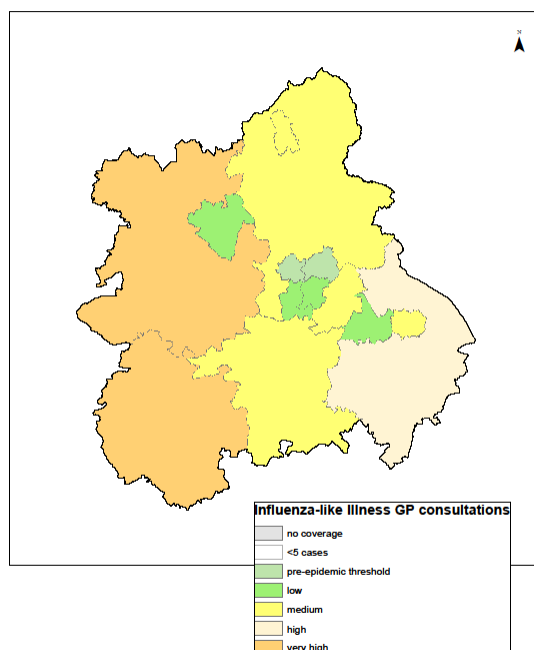 N
Influenza-like Illness GP consultations
no coverage
<5 cases
pre-epidemic threshold
low
medium
high
very high